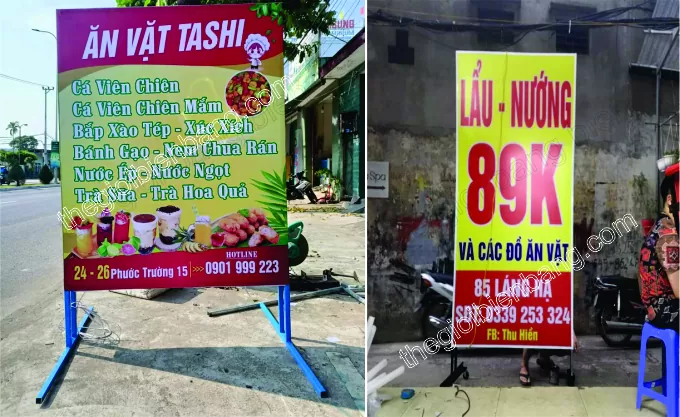 ĂN VẶT TASHI
Cá Viên Chiên
Cá Viên Chiên Mắm
Bắp Xào Tép - Xúc Xích
Bánh Gạo - Nem Chua Rán
Nước Ép - Nước Ngọt
Trà Sữa - Trà Hoa Quả
24 - 26 Phước Trường 15
HOTLINE
>>> 0901 999 223
thegioibienbang.com
LẨU - NƯỚNG
89K
VÀ CÁC ĐỒ ĂN VẶT
85 LÁNG HẠ
SĐT: 0339 253 324
FB: Thu Hiền
thegioibienbang.com
Spa